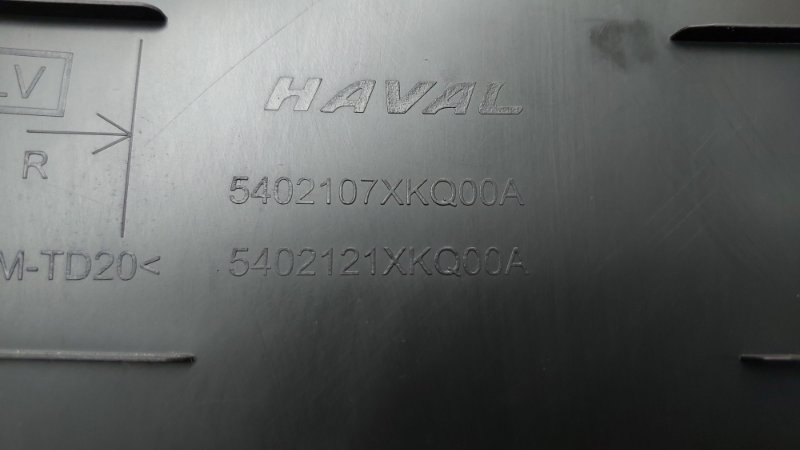 LV
HAVAL
R
5402107XKQ00A
M-TD20<
5402121XKQ00A